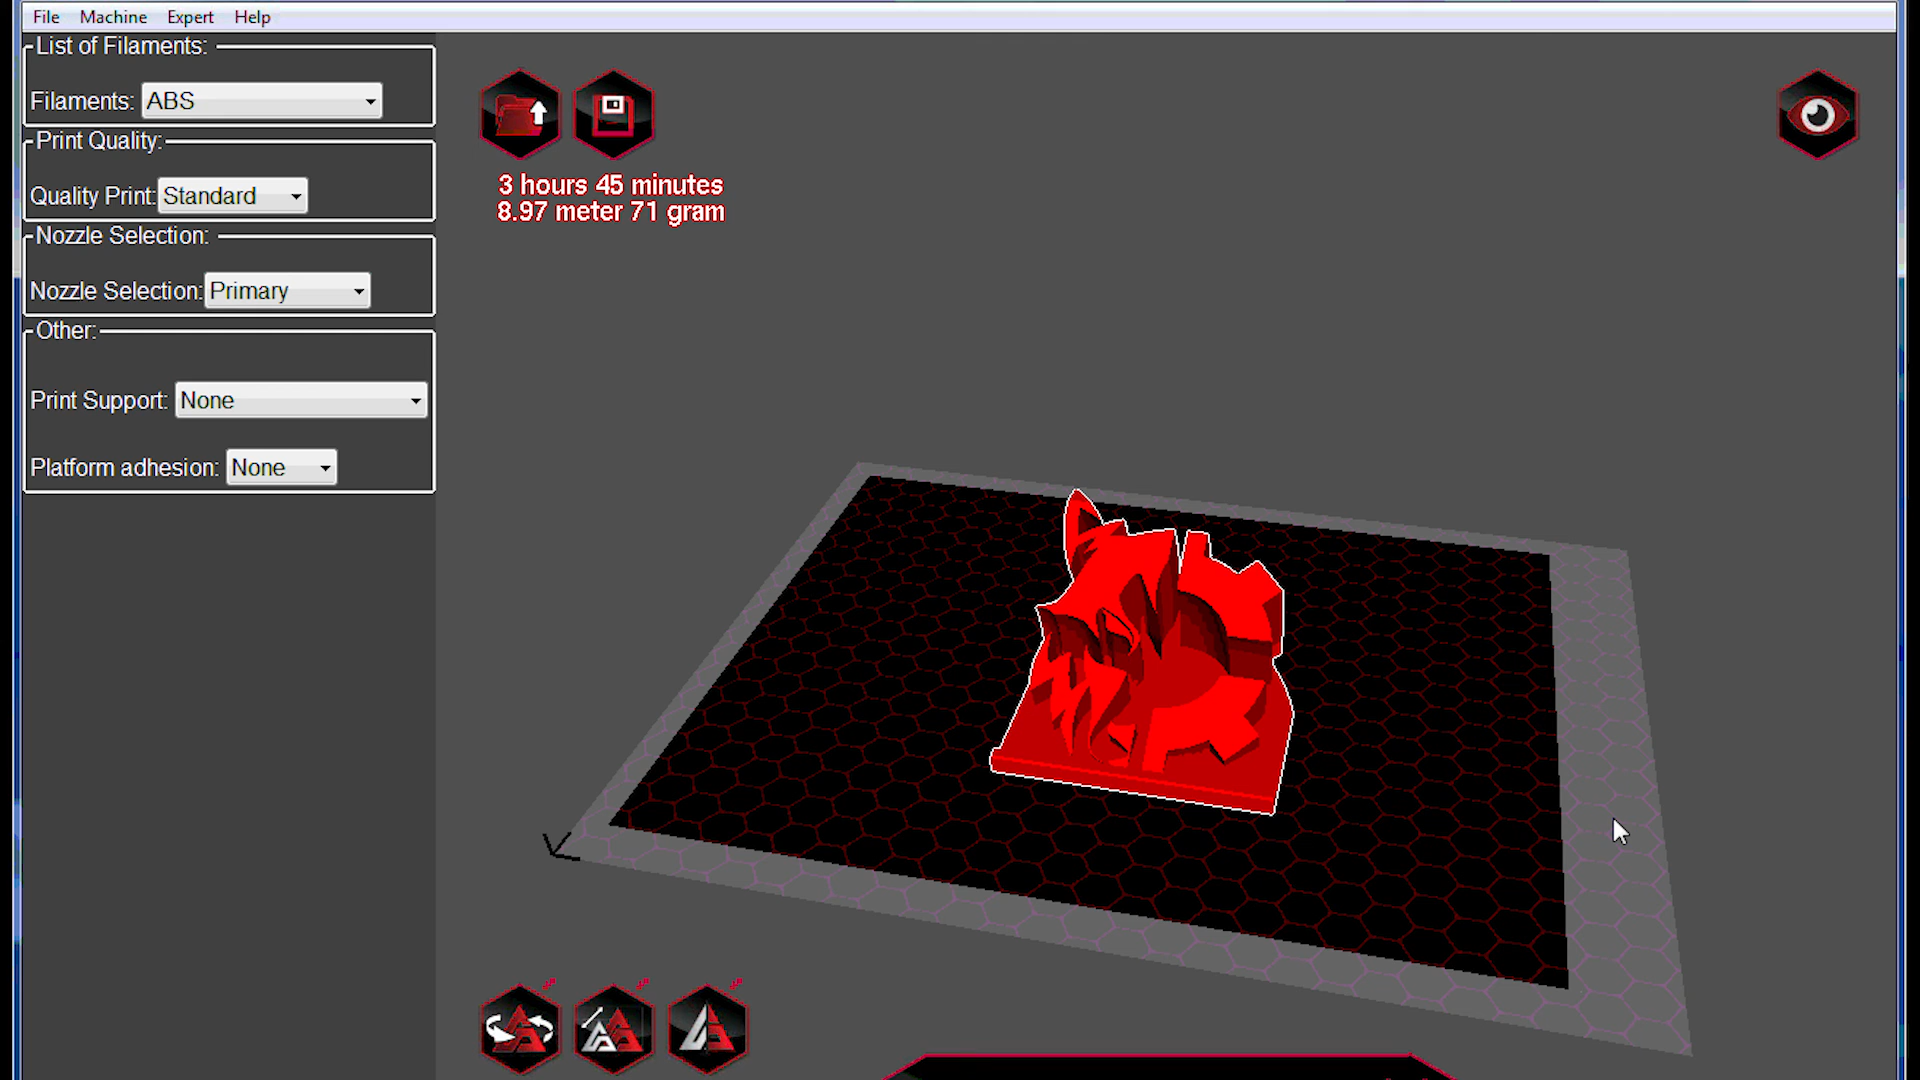 File Machine Expert Help
List of Filaments:
Filaments: ABS
Print Quality:
Quality Print: Standard
Nozzle Selection:
Nozzle Selection: Primary
Other:
Print Support: None
Platform adhesion: None
3 hours 45 minutes
8.97 meter 71 gram